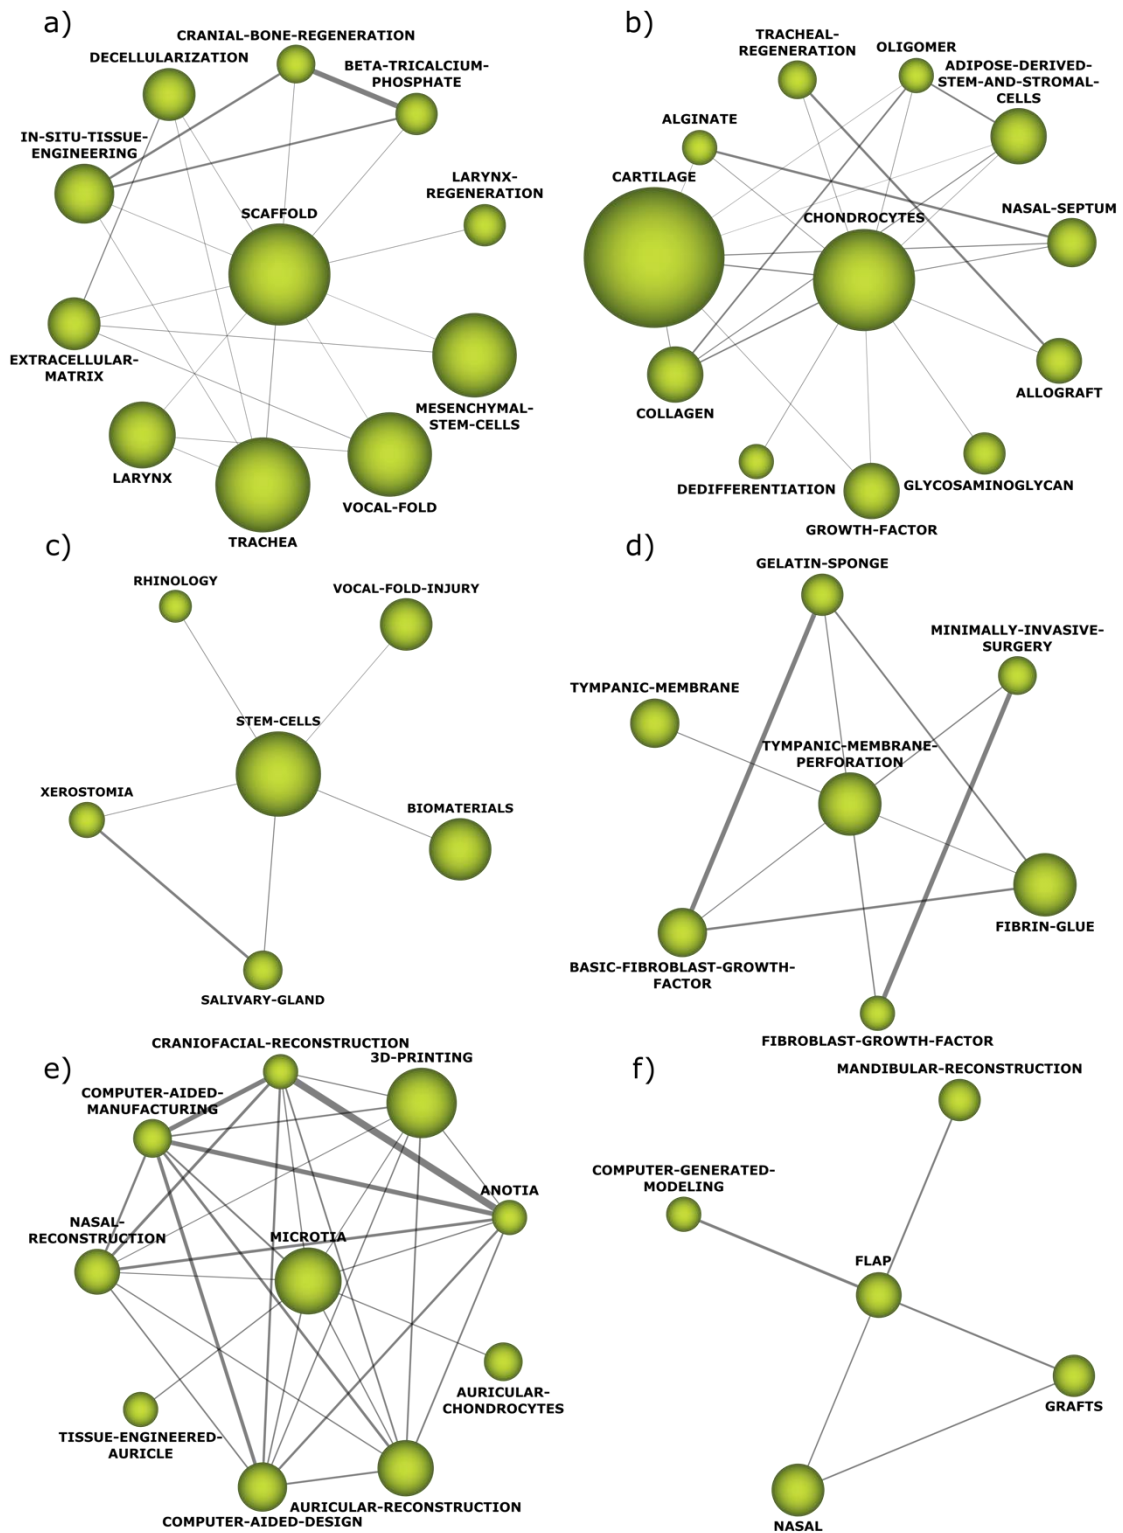 a)
CRANIAL-BONE-REGENERATION
DECELLULARIZATION
BETA-TRICALCIUM-
PHOSPHATE
IN-SITU-TISSUE-
ENGINEERING
LARYNX-
REGENERATION
SCAFFOLD
EXTRACELLULAR-
MATRIX
MESENCHYMAL-
STEM-CELLS
LARYNX
VOCAL-FOLD
TRACHEA
b)
TRACHEAL-
REGENERATION
OLIGOMER
ADIPOSE-DERIVED-
STEM-AND-STROMAL-
CELLS
ALGINATE
CARTILAGE
CHONDROCYTES
NASAL-SEPTUM
ALLOGRAFT
COLLAGEN
DEDIFFERENTIATION
GLYCOSAMINOGLYCAN
GROWTH-FACTOR
c)
RHINOLOGY
VOCAL-FOLD-INJURY
STEM-CELLS
XEROSTOMIA
BIOMATERIALS
SALIVARY-GLAND
d)
GELATIN-SPONGE
MINIMALLY-INVASIVE-
SURGERY
TYMPANIC-MEMBRANE
TYMPANIC-MEMBRANE-
PERFORATION
FIBRIN-GLUE
BASIC-FIBROBLAST-GROWTH-
FACTOR
FIBROBLAST-GROWTH-FACTOR
e)
CRANIOFACIAL-RECONSTRUCTION
3D-PRINTING
COMPUTER-AIDED-
MANUFACTURING
ANOTIA
NASAL-
RECONSTRUCTION
MICROTIA
AURICULAR-
CHONDROCYTES
TISSUE-ENGINEERED-
AURICLE
AURICULAR-RECONSTRUCTION
COMPUTER-AIDED-DESIGN
f)
MANDIBULAR-RECONSTRUCTION
COMPUTER-GENERATED-
MODELING
FLAP
GRAFTS
NASAL